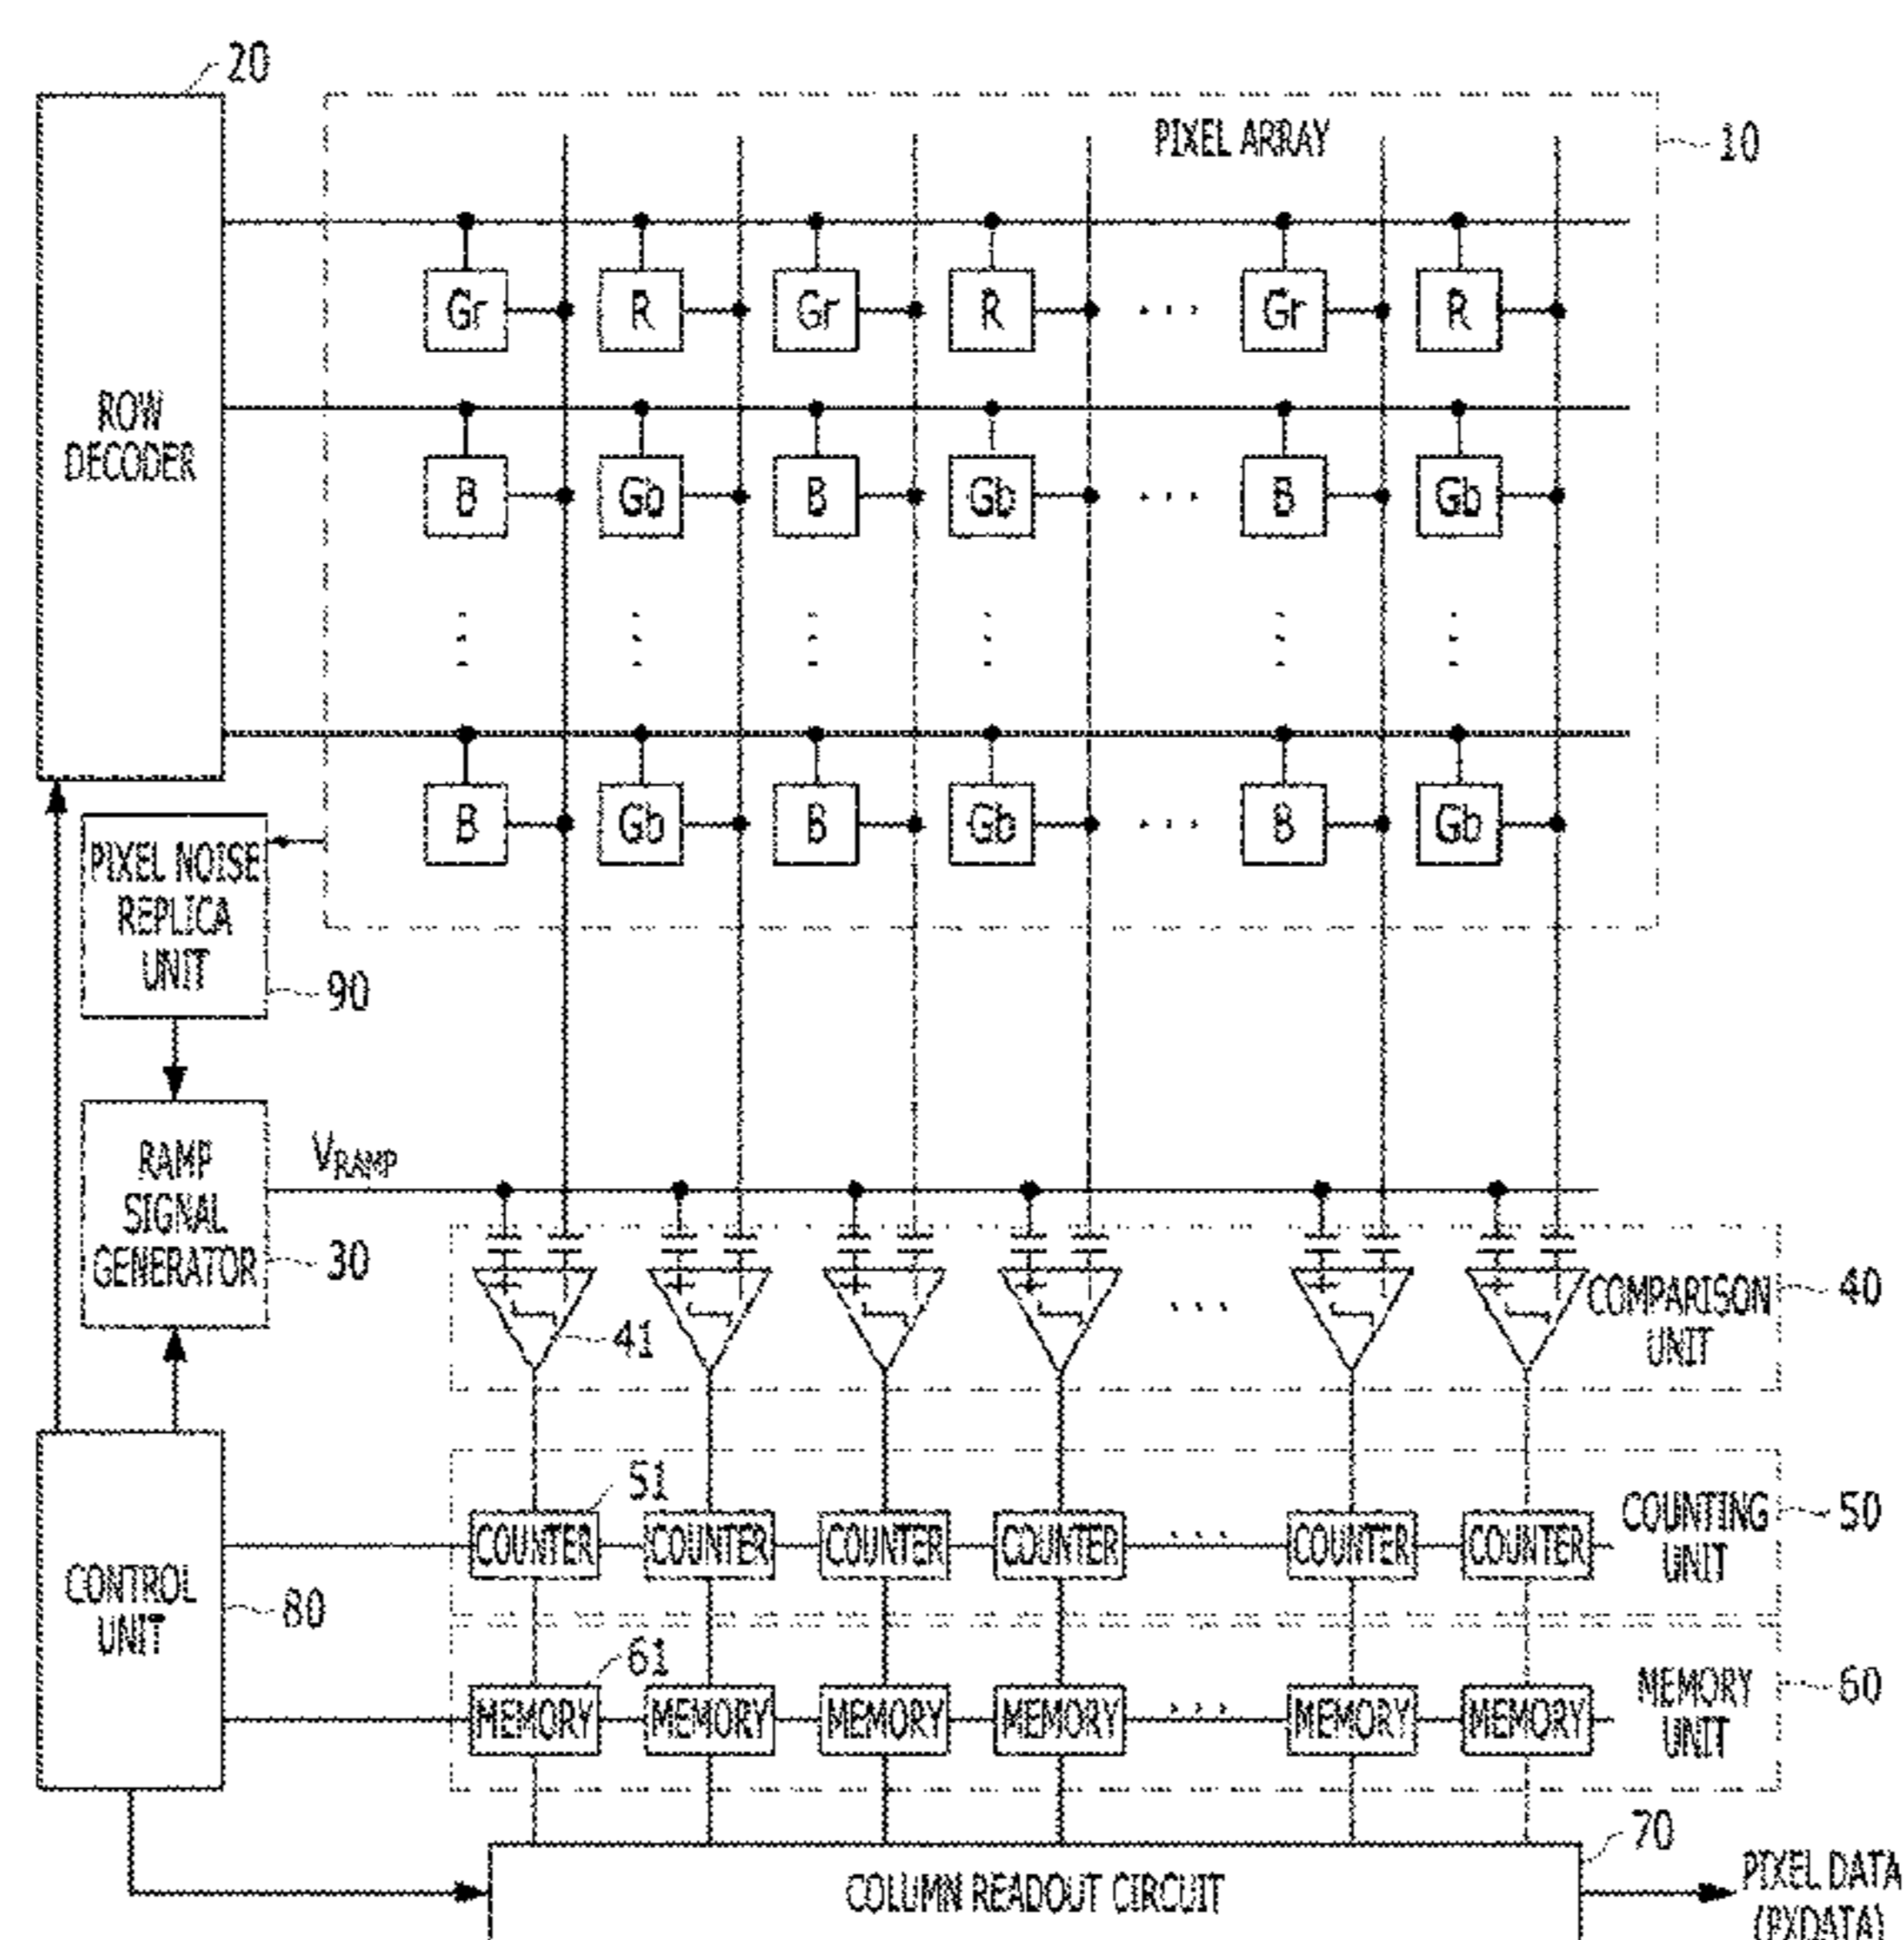 20
PIXEL ARRAY
10
Gr R Gr R Gr R
ROW
DECODER
B Gb B Gb B Gb
B Gb B Gb B Gb
PIXEL NOISE
REPLICA
UNIT
90
RAMP
SIGNAL
GENERATOR
30
VRAMP
41
COMPARISON
UNIT
40
51
COUNTER COUNTER COUNTER COUNTER COUNTER COUNTER
COUNTING
UNIT
50
CONTROL
UNIT
80
61
MEMORY MEMORY MEMORY MEMORY MEMORY MEMORY
MEMORY
UNIT
60
70
COLUMN READOUT CIRCUIT
PIXEL DATA
(PXDATA)